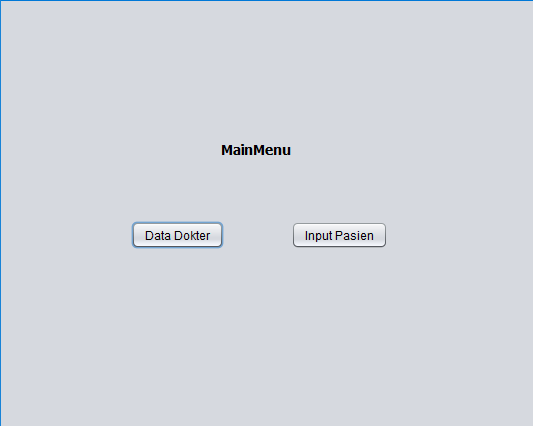 MainMenu
Data Dokter
Input Pasien